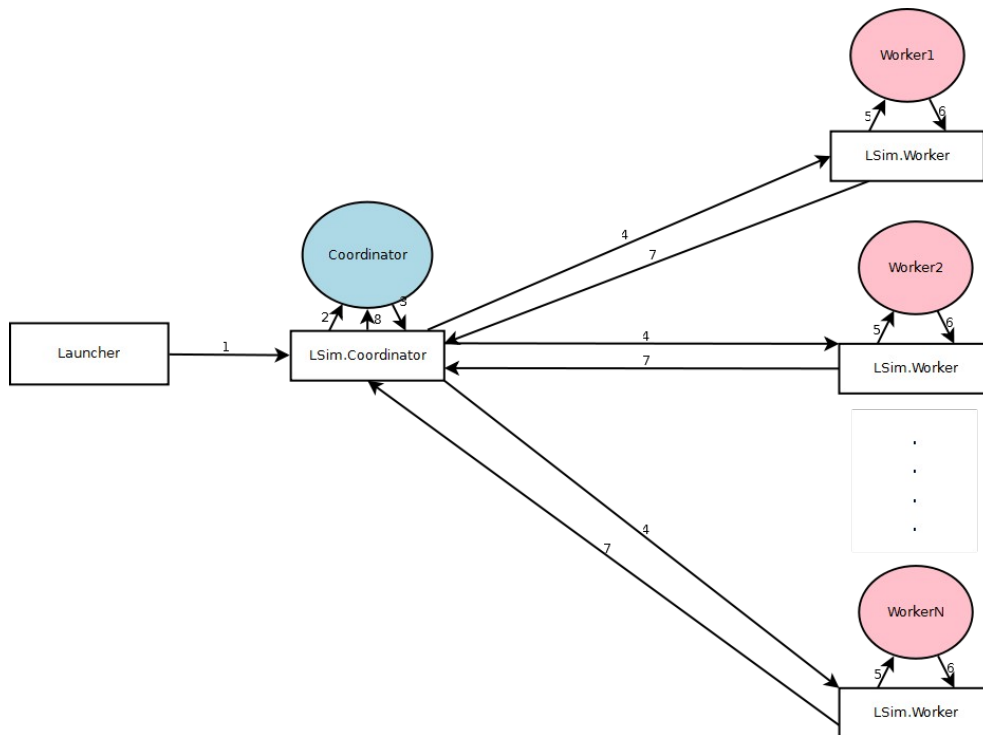 Worker1
5
6
LSim.Worker
4
7
Coordinator
2
8
3
Worker2
5
6
Launcher
1
LSim.Coordinator
4
7
LSim.Worker
.
.
.
.
4
7
WorkerN
5
6
LSim.Worker